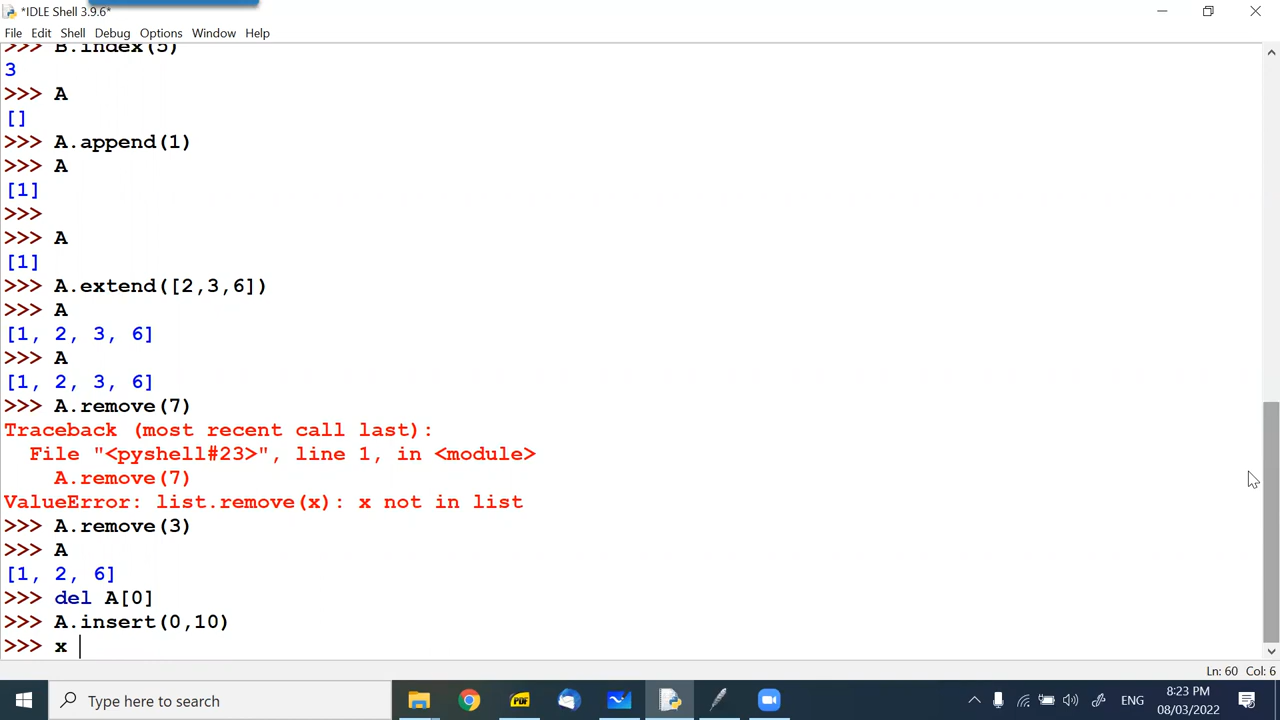 *IDLE Shell 3.9.6*
File Edit Shell Debug Options Window Help
>>> B.index(5)
3
>>> A
[]
>>> A.append(1)
>>> A
[1]
>>>
>>> A
[1]
>>> A.extend([2,3,6])
>>> A
[1, 2, 3, 6]
>>> A
[1, 2, 3, 6]
>>> A.remove(7)
Traceback (most recent call last):
  File "<pyshell#23>", line 1, in <module>
    A.remove(7)
ValueError: list.remove(x): x not in list
>>> A.remove(3)
>>> A
[1, 2, 6]
>>> del A[0]
>>> A.insert(0,10)
>>> x
Ln: 60 Col: 6
Type here to search
PDF
ENG
8:23 PM
08/03/2022